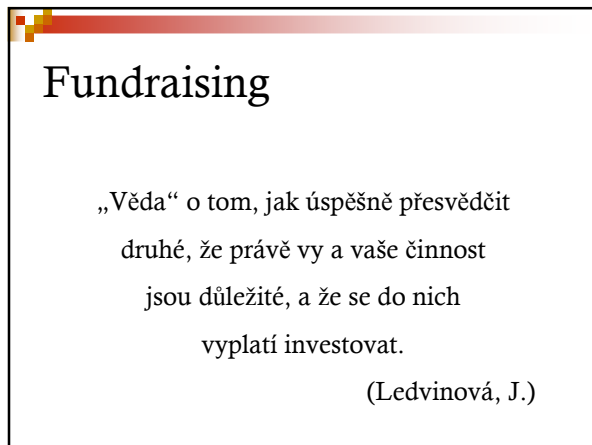 Fundraising
„Věda“ o tom, jak úspěšně přesvědčit
druhé, že právě vy a vaše činnost
jsou důležité, a že se do nich
vyplatí investovat.
(Ledvinová, J.)